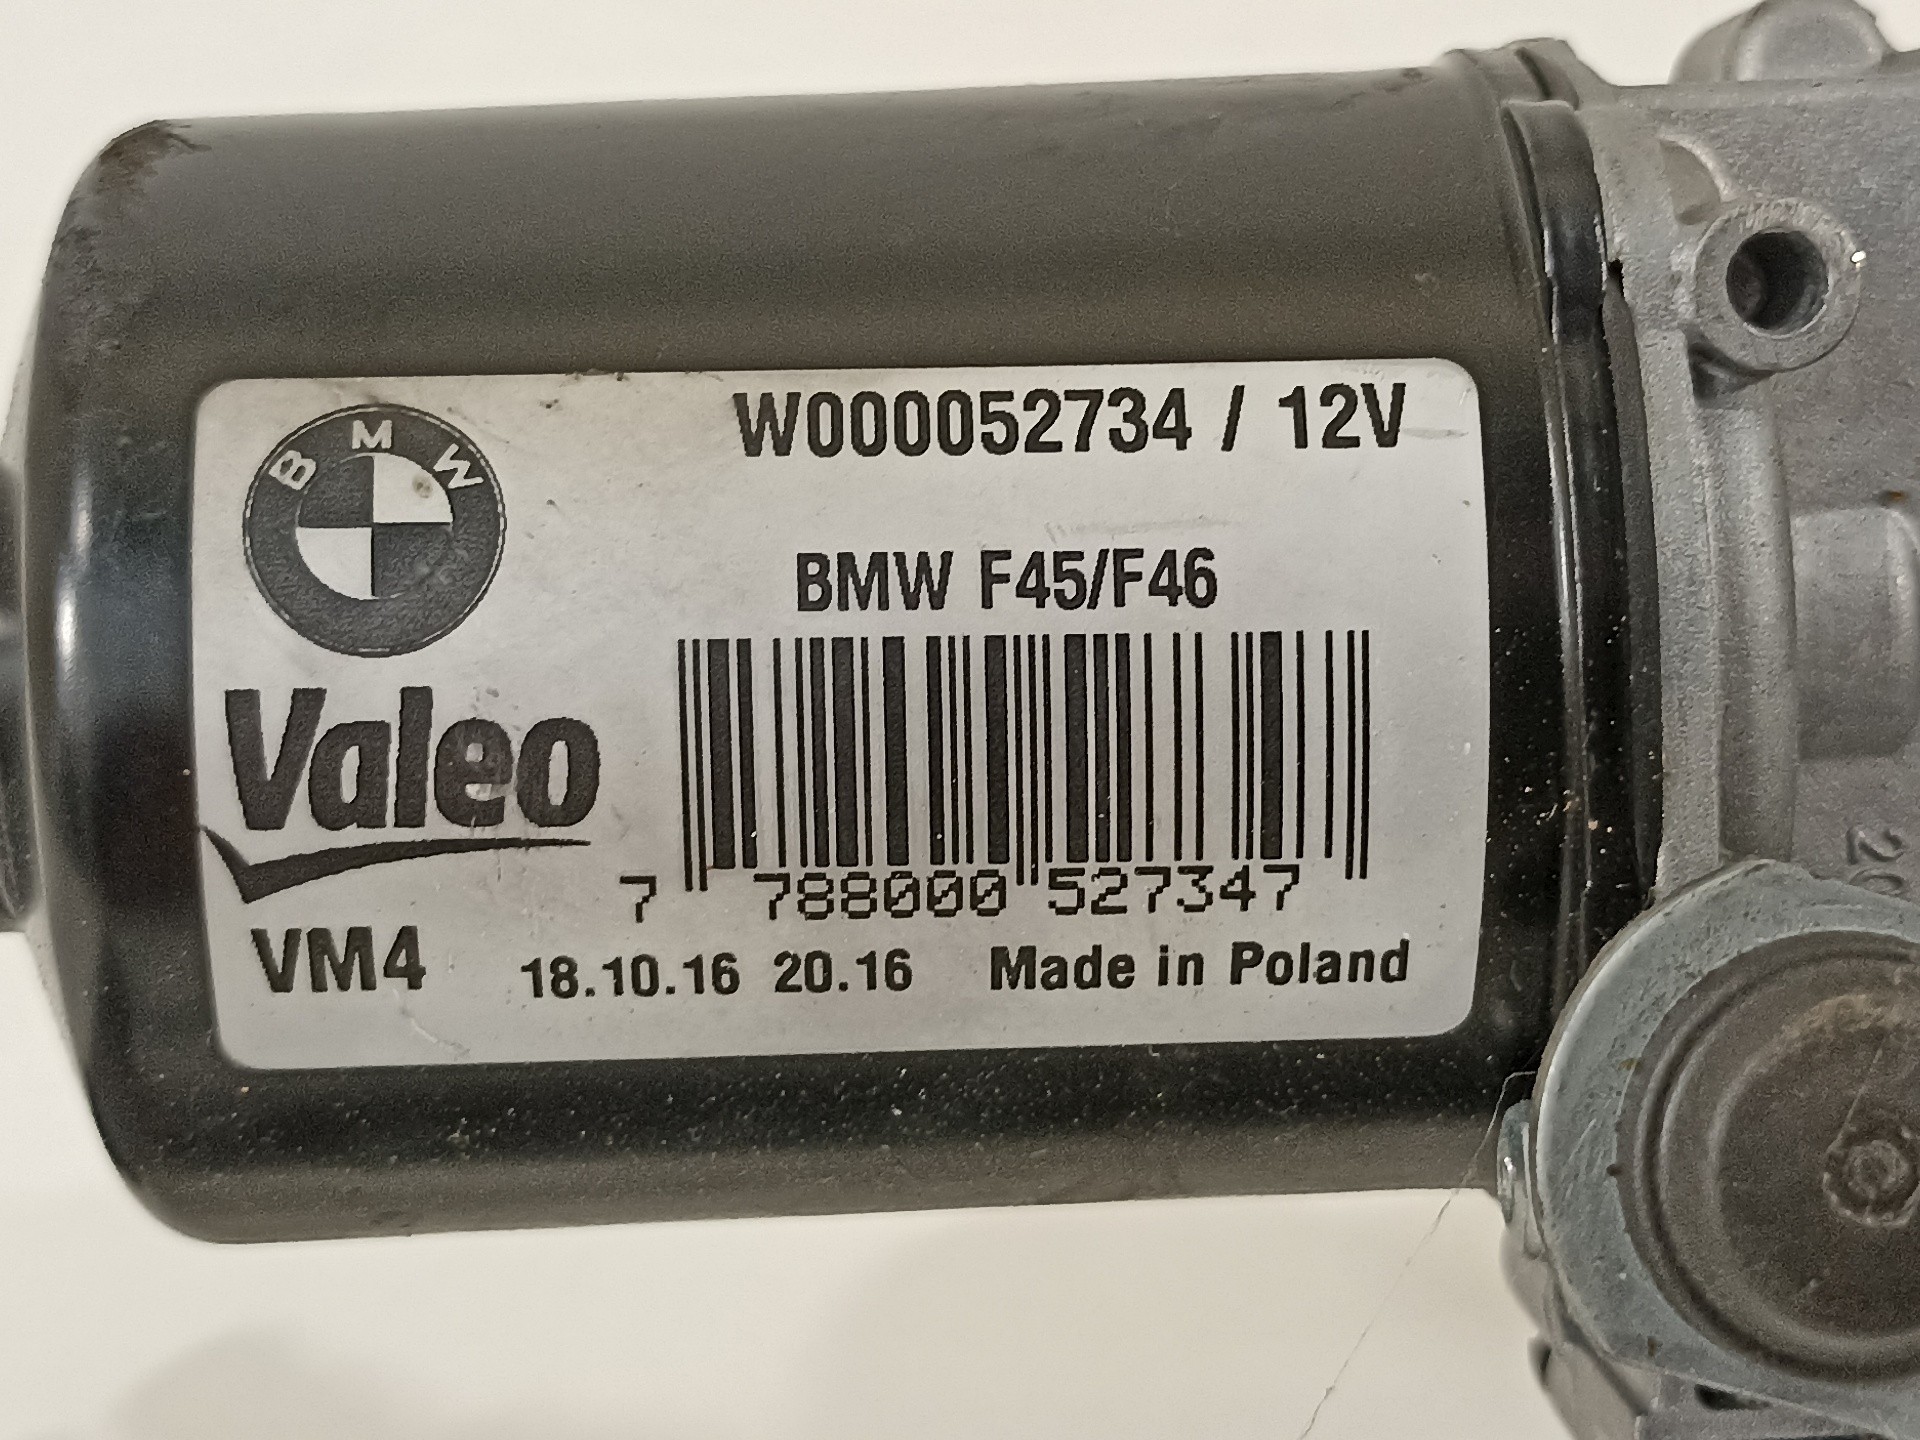 W000052734 / 12V
BMW
BMW F45/F46
Valeo
7 788000 527347
VM4 18.10.16 20.16 Made in Poland